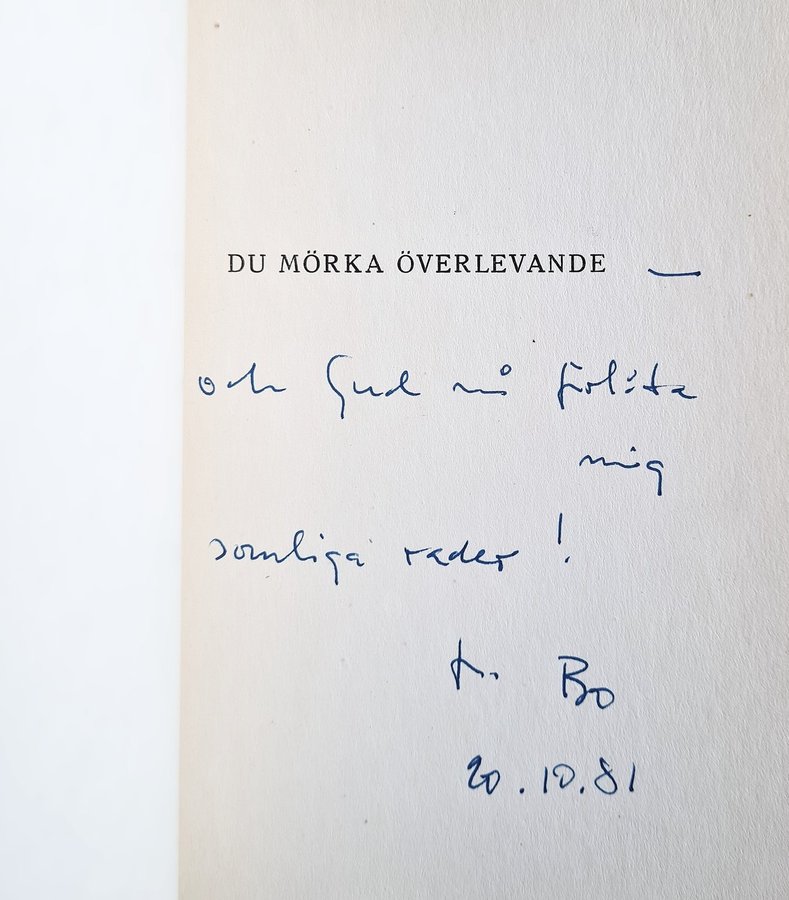 DU MÖRKA ÖVERLEVANDE —
och Gud må förlåta
mig
somliga rader!
Bo
20.10.81